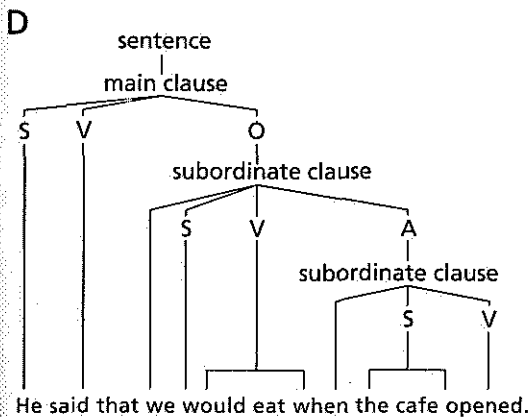 D
sentence
main clause
S V O
subordinate clause
S V A
subordinate clause
S V
He said that we would eat when the cafe opened.